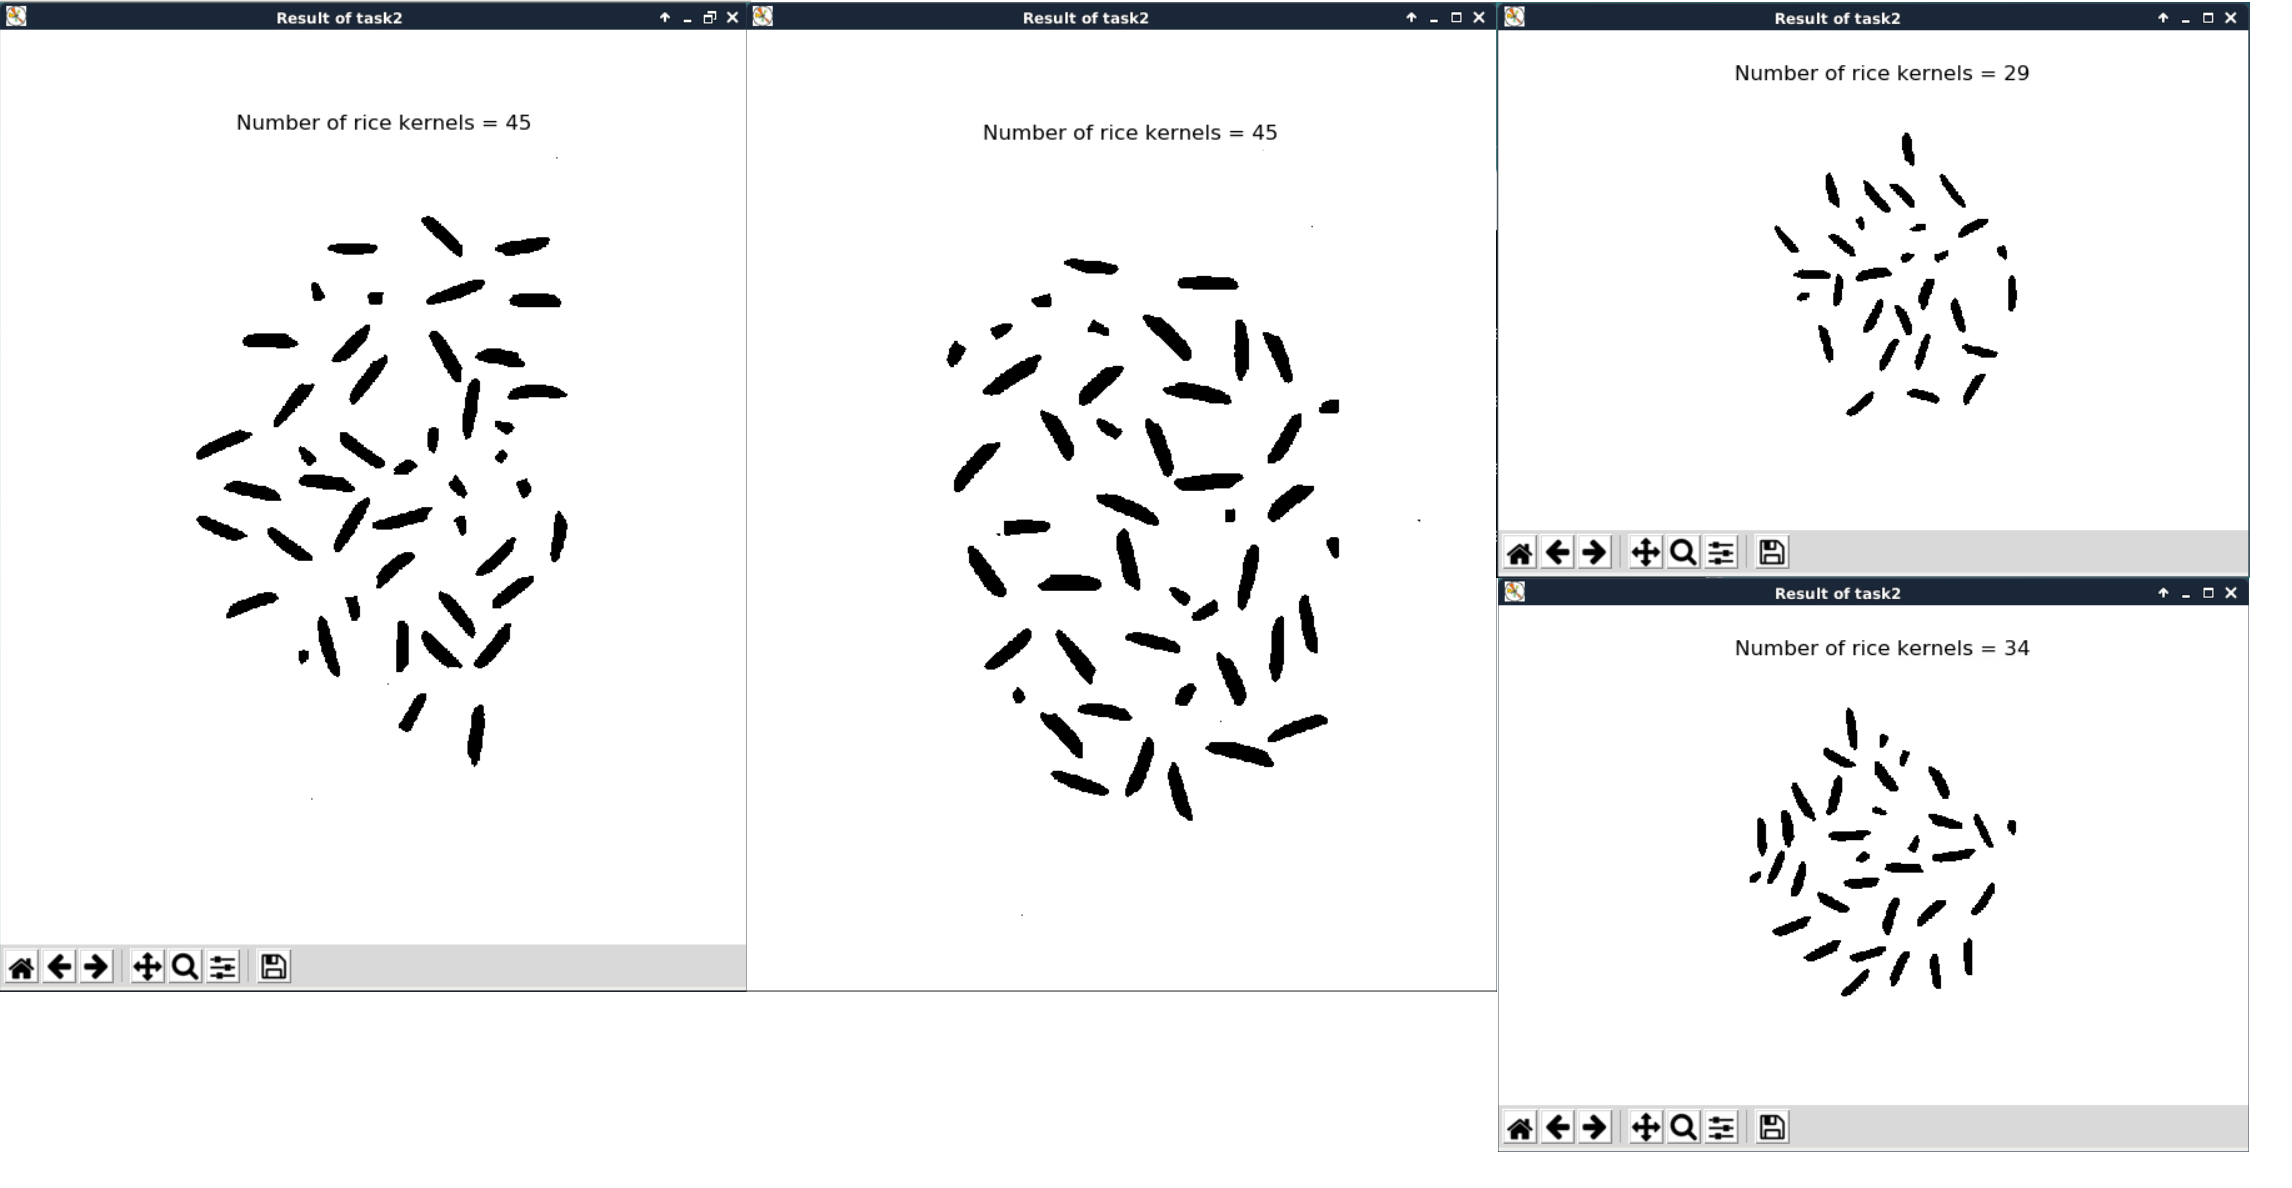 Result of task2
Number of rice kernels = 45
Result of task2
Number of rice kernels = 45
Result of task2
Number of rice kernels = 29
Result of task2
Number of rice kernels = 34